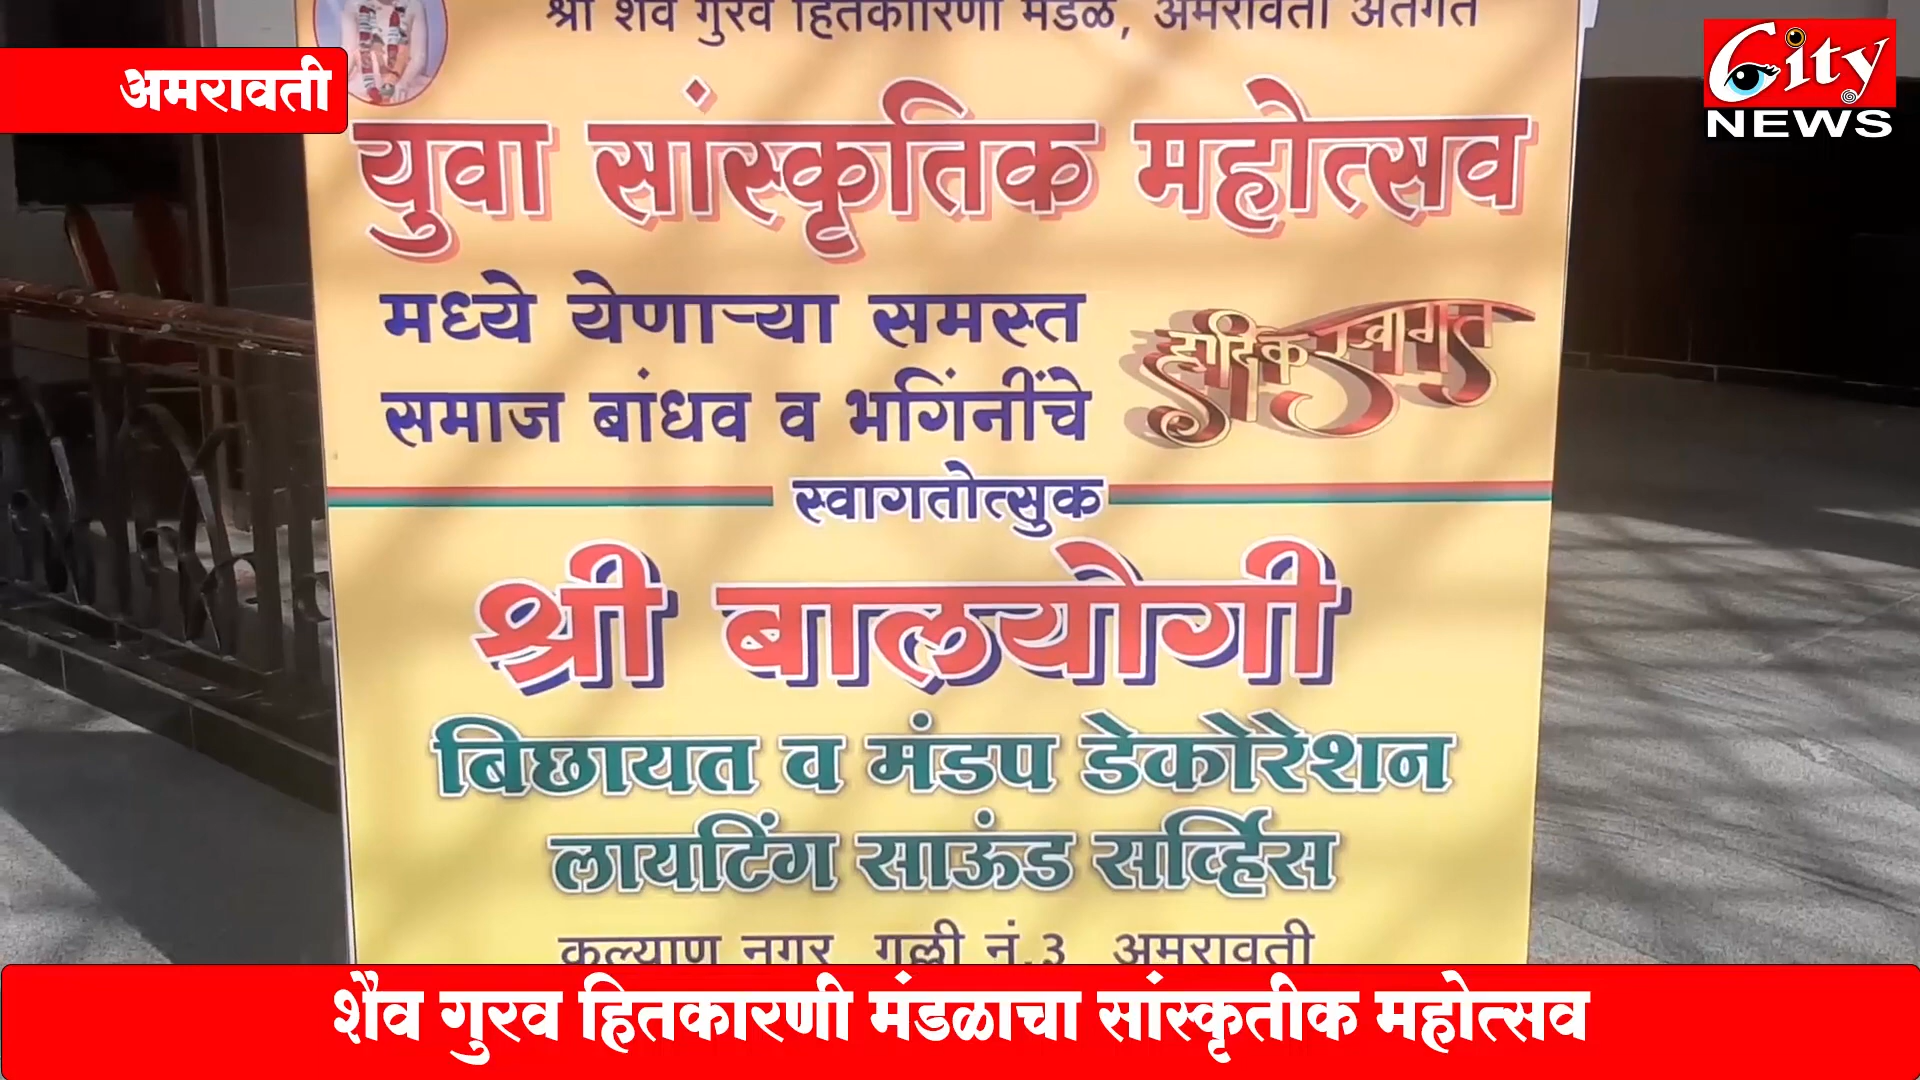 श्री शैव गुरव हितकारिणी मंडळ, अमरावती अंतर्गत
अमरावती
City
NEWS
युवा सांस्कृतिक महोत्सव
मध्ये येणाऱ्या समस्त
समाज बांधव व भगिंनींचे
हार्दिक स्वागत
स्वागतोत्सुक
श्री बालयोगी
बिछायत व मंडप डेकोरेशन
लायटिंग साऊंड सर्व्हिस
कल्याण नगर, गल्ली नं.3, अमरावती
शैव गुरव हितकारणी मंडळाचा सांस्कृतीक महोत्सव